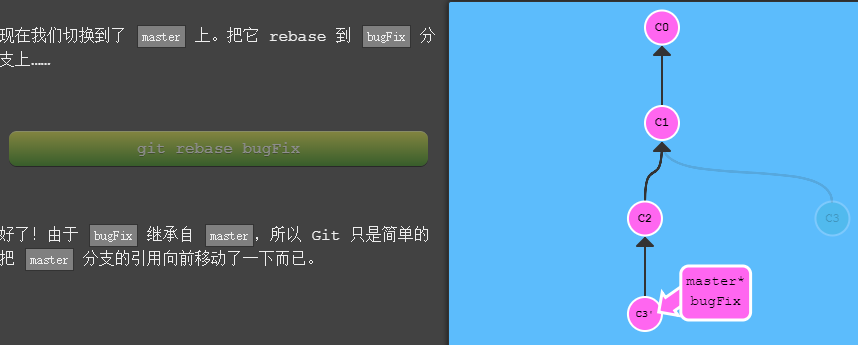 现在我们切换到了 master 上。把它 rebase 到 bugFix 分
支上……
git rebase bugFix
好了！由于 bugFix 继承自 master，所以 Git 只是简单的
把 master 分支的引用向前移动了一下而已。
C0
C1
C2
C3
C3'
master*
bugFix